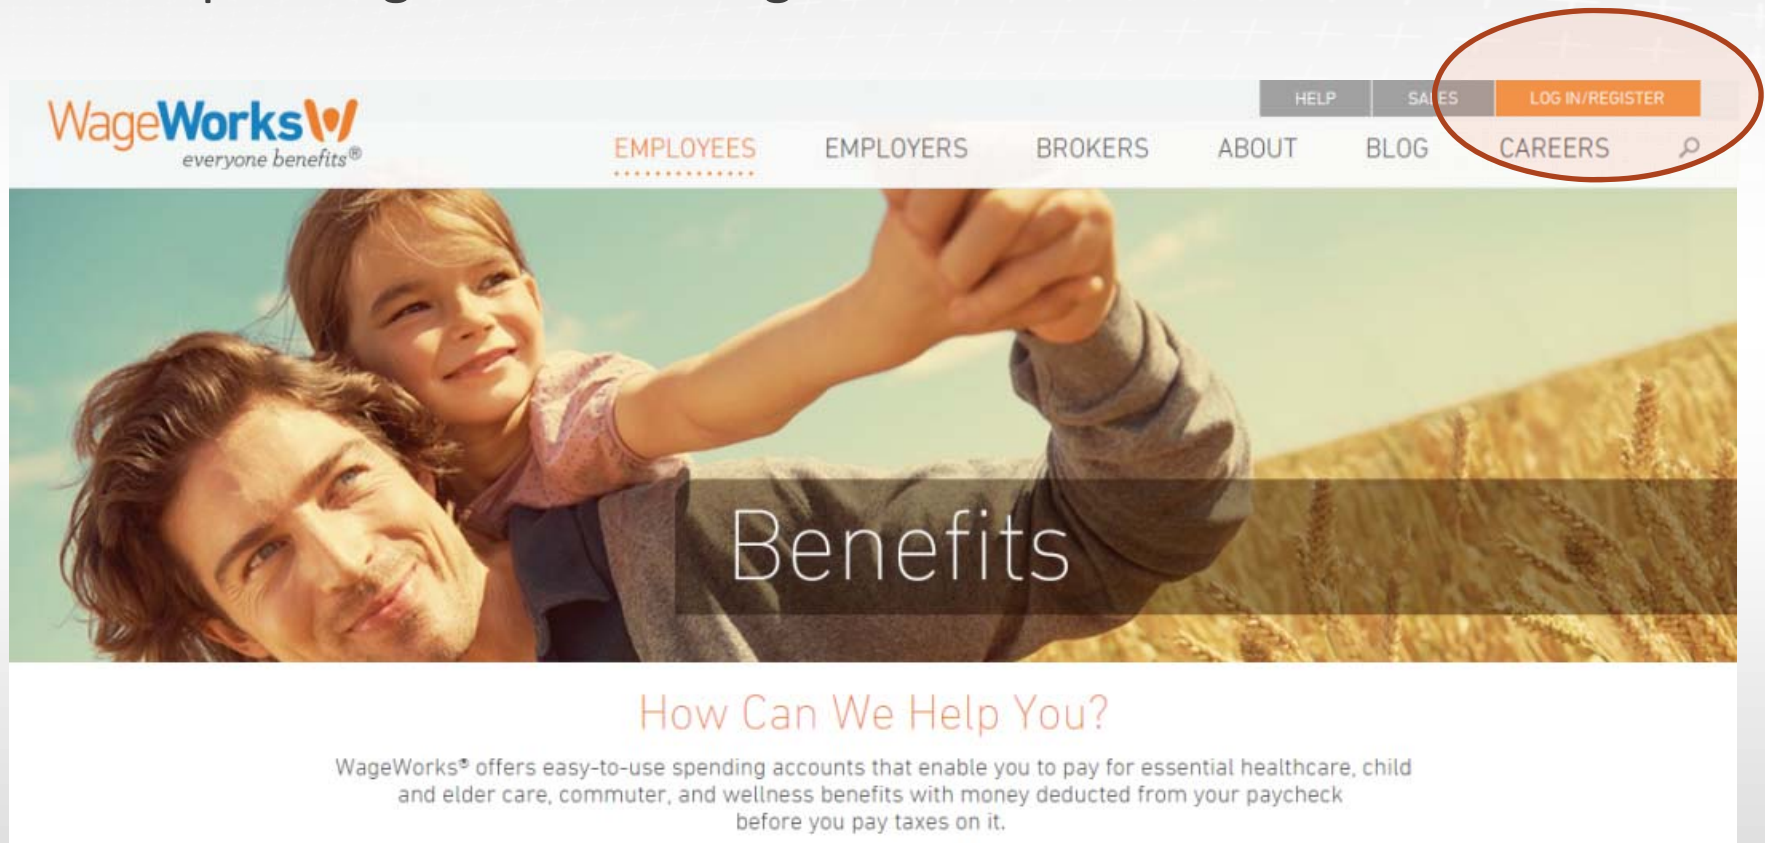 HELP SALES LOG IN/REGISTER
WageWorks
everyone benefits®
EMPLOYEES EMPLOYERS BROKERS ABOUT BLOG CAREERS
Benefits
How Can We Help You?
WageWorks® offers easy-to-use spending accounts that enable you to pay for essential healthcare, child
and elder care, commuter, and wellness benefits with money deducted from your paycheck
before you pay taxes on it.